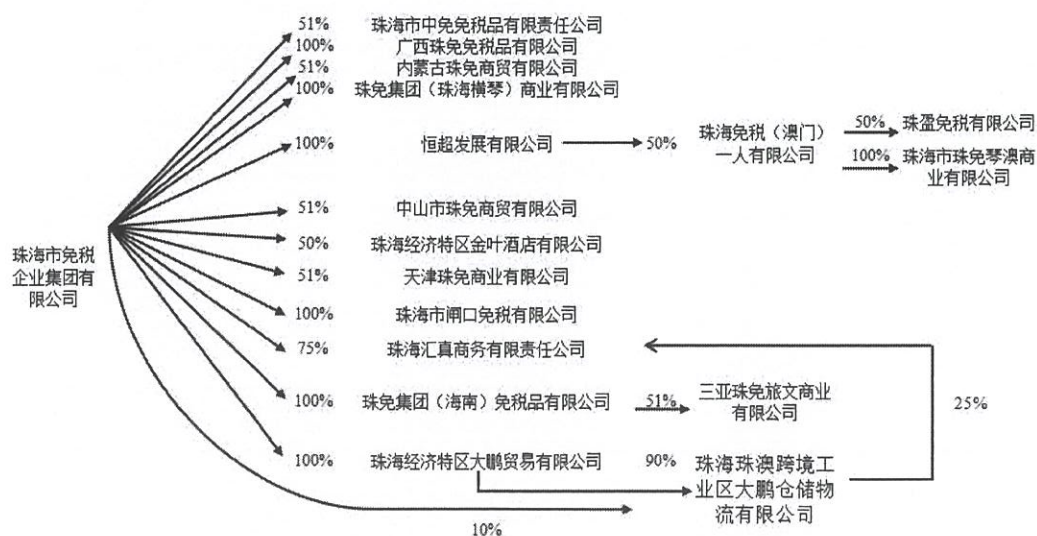 51% 珠海市中免免税品有限责任公司
100% 广西珠免免税品有限公司
51% 内蒙古珠免商贸有限公司
100% 珠免集团（珠海横琴）商业有限公司
100% 恒超发展有限公司 50% 珠海免税（澳门）
一人有限公司
50% 珠盈免税有限公司
100% 珠海市珠免琴澳商
业有限公司
51% 中山市珠免商贸有限公司
珠海市免税
企业集团有
限公司
50% 珠海经济特区金叶酒店有限公司
51% 天津珠免商业有限公司
100% 珠海市闸口免税有限公司
75% 珠海汇真商务有限责任公司
100% 珠免集团（海南）免税品有限公司 51% 三亚珠免旅文商业
有限公司
25%
100% 珠海经济特区大鹏贸易有限公司 90% 珠海珠澳跨境工
业区大鹏仓储物
流有限公司
10%